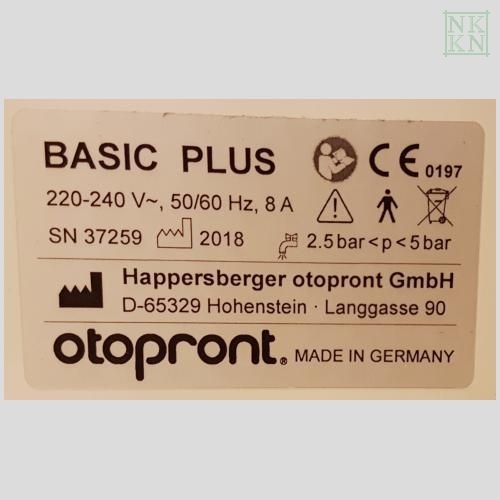 NK
KN
BASIC PLUS
CE 0197
220-240 V~, 50/60 Hz, 8 A
SN 37259 2018 2.5 bar < p < 5 bar
Happersberger otopront GmbH
D-65329 Hohenstein · Langgasse 90
otopront® MADE IN GERMANY